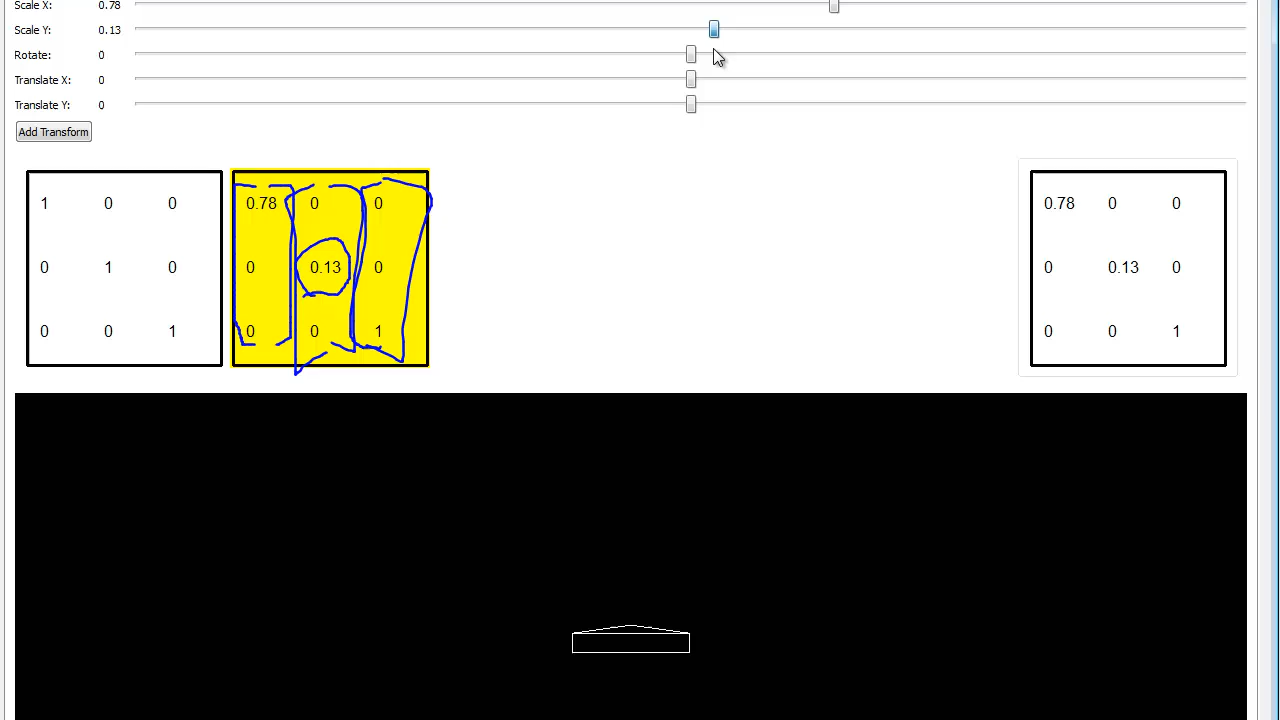 Scale X: 0.78
Scale Y: 0.13
Rotate: 0
Translate X: 0
Translate Y: 0
Add Transform
1 0 0 0.78 0 0 0.78 0 0
0 1 0 0 0.13 0 0 0.13 0
0 0 1 0 0 1 0 0 1